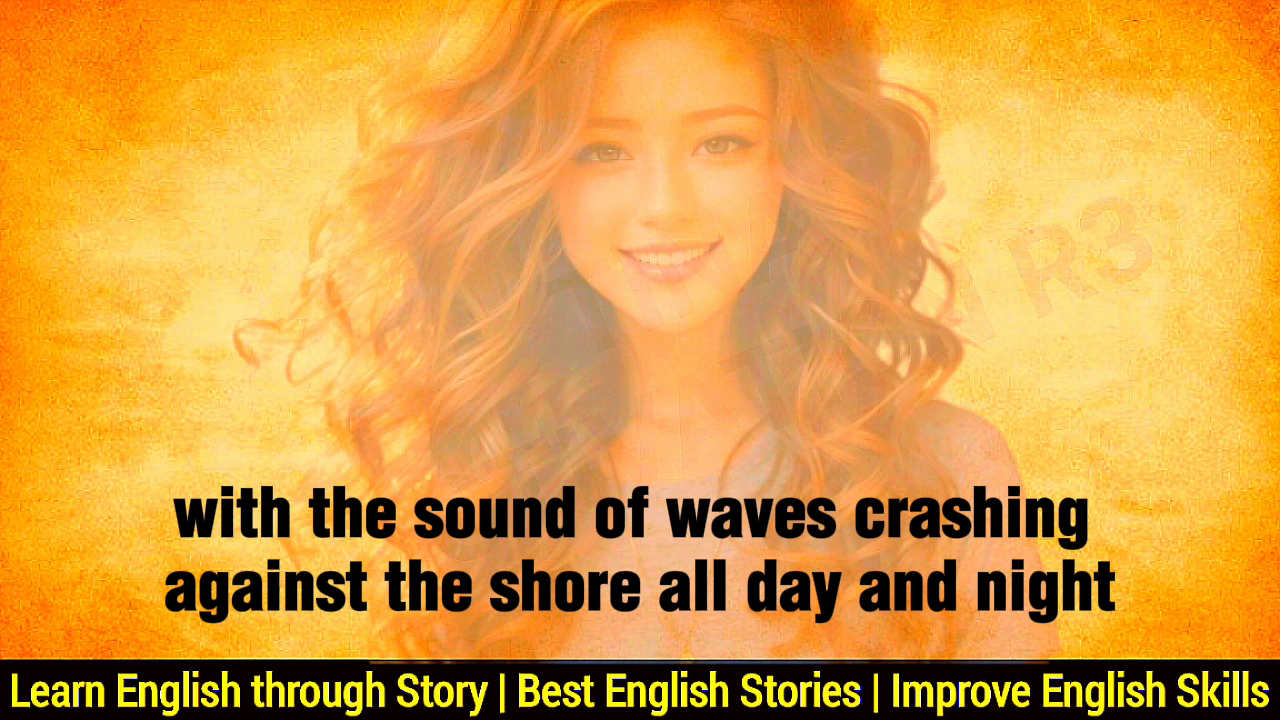 with the sound of waves crashing
against the shore all day and night
Learn English through Story | Best English Stories | Improve English Skills